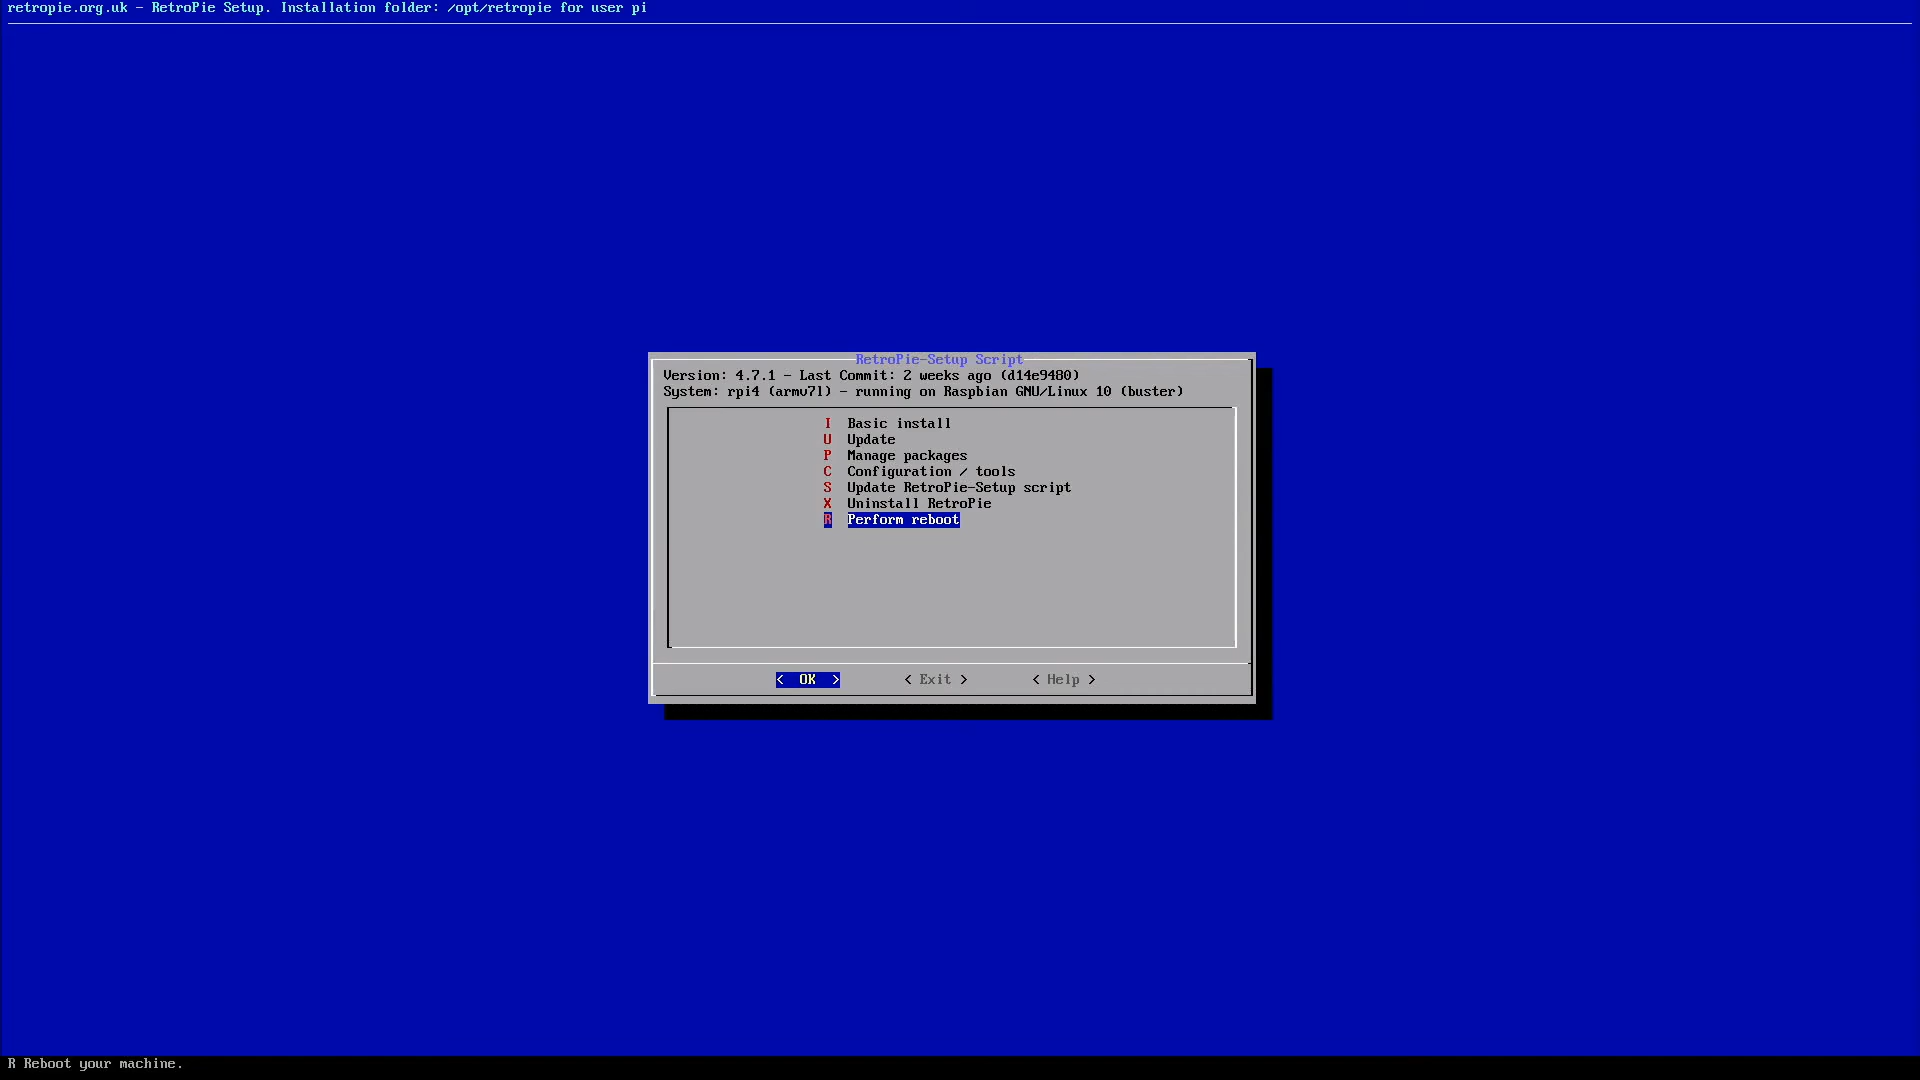 retropie.org.uk - RetroPie Setup. Installation folder: /opt/retropie for user pi
RetroPie-Setup Script
Version: 4.7.1 - Last Commit: 2 weeks ago (d14e9480)
System: rpi4 (armv7l) - running on Raspbian GNU/Linux 10 (buster)
I Basic install
U Update
P Manage packages
C Configuration / tools
S Update RetroPie-Setup script
X Uninstall RetroPie
R Perform reboot
< OK > < Exit > < Help >
R Reboot your machine.